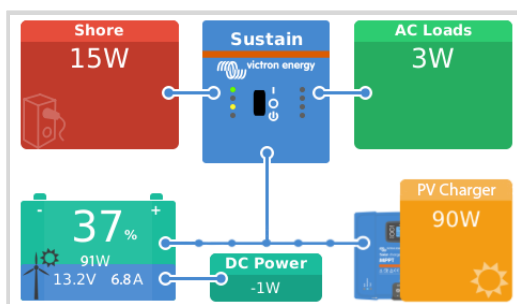 Shore
15W
Sustain
victron energy
AC Loads
3W
- +
37%
91W
13.2V 6.8A
DC Power
-1W
PV Charger
90W